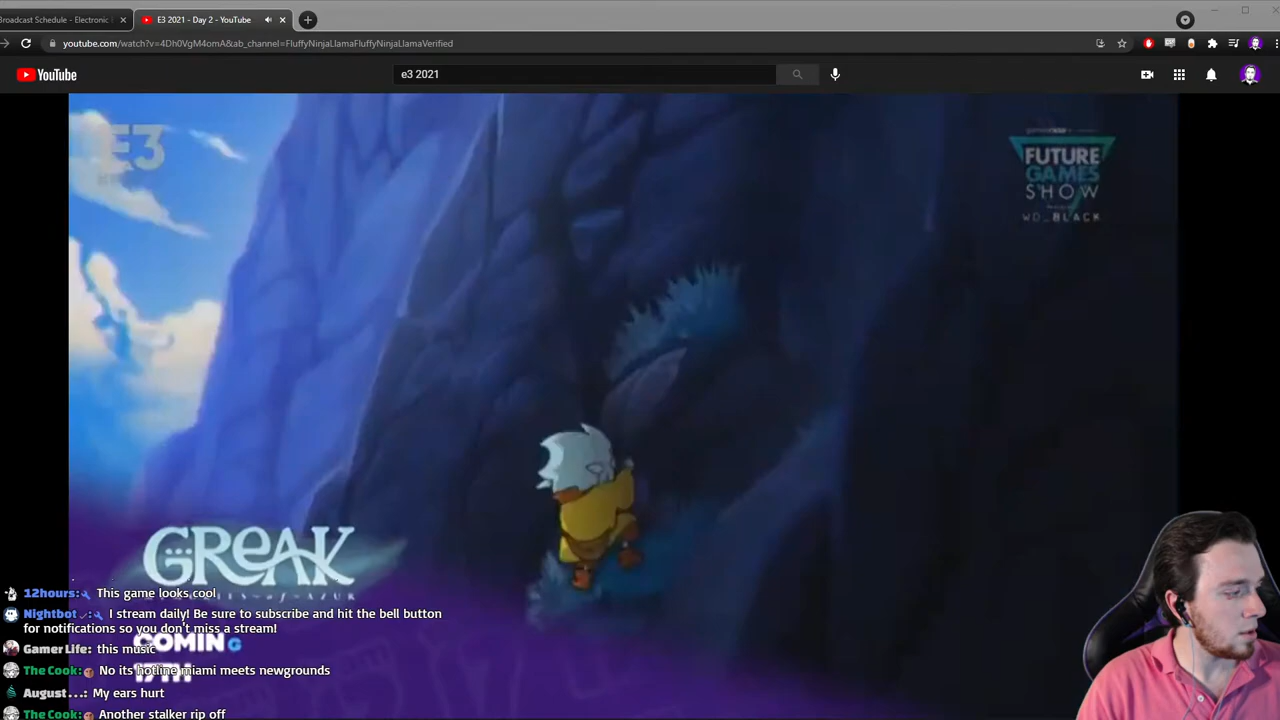 Broadcast Schedule - Electronic
E3 2021 - Day 2 - YouTube
youtube.com/watch?v=4Dh0VgM4omA&ab_channel=FluffyNinjaLlamaFluffyNinjaLlamaVerified
YouTube
e3 2021
E3
FUTURE
GAMES
SHOW
WD_BLACK
GREAK
12hours: This game looks cool
Nightbot: I stream daily! Be sure to subscribe and hit the bell button
for notifications so you don't miss a stream!
COMING
Gamer Life: this music
17TH
The Cook: No its hotline miami meets newgrounds
August...: My ears hurt
The Cook: Another stalker rip off